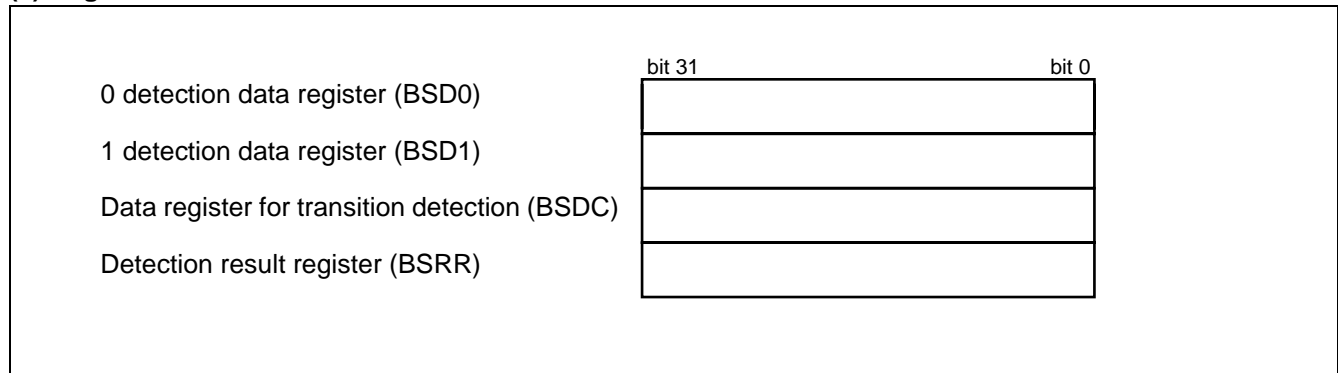 bit 31 bit 0
0 detection data register (BSD0)
1 detection data register (BSD1)
Data register for transition detection (BSDC)
Detection result register (BSRR)